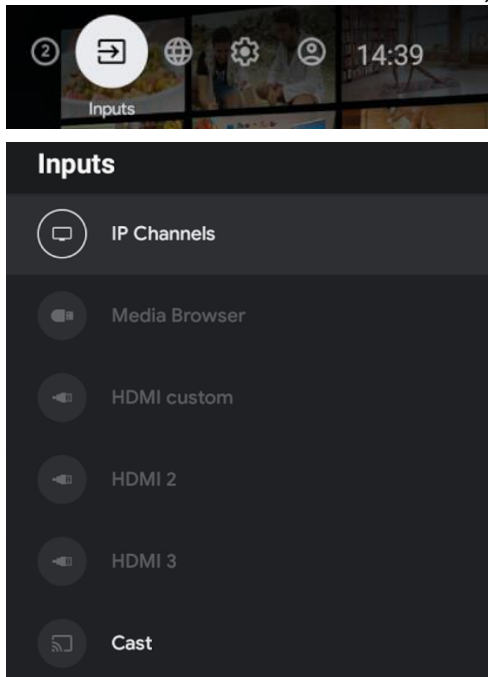 2
14:39
Inputs
Inputs
IP Channels
Media Browser
HDMI custom
HDMI 2
HDMI 3
Cast